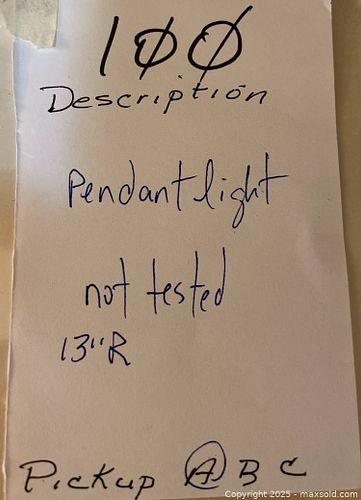 100
Description
Pendant light
not tested
13"R
Pickup A B C
Copyright 2025 - maxsold.com